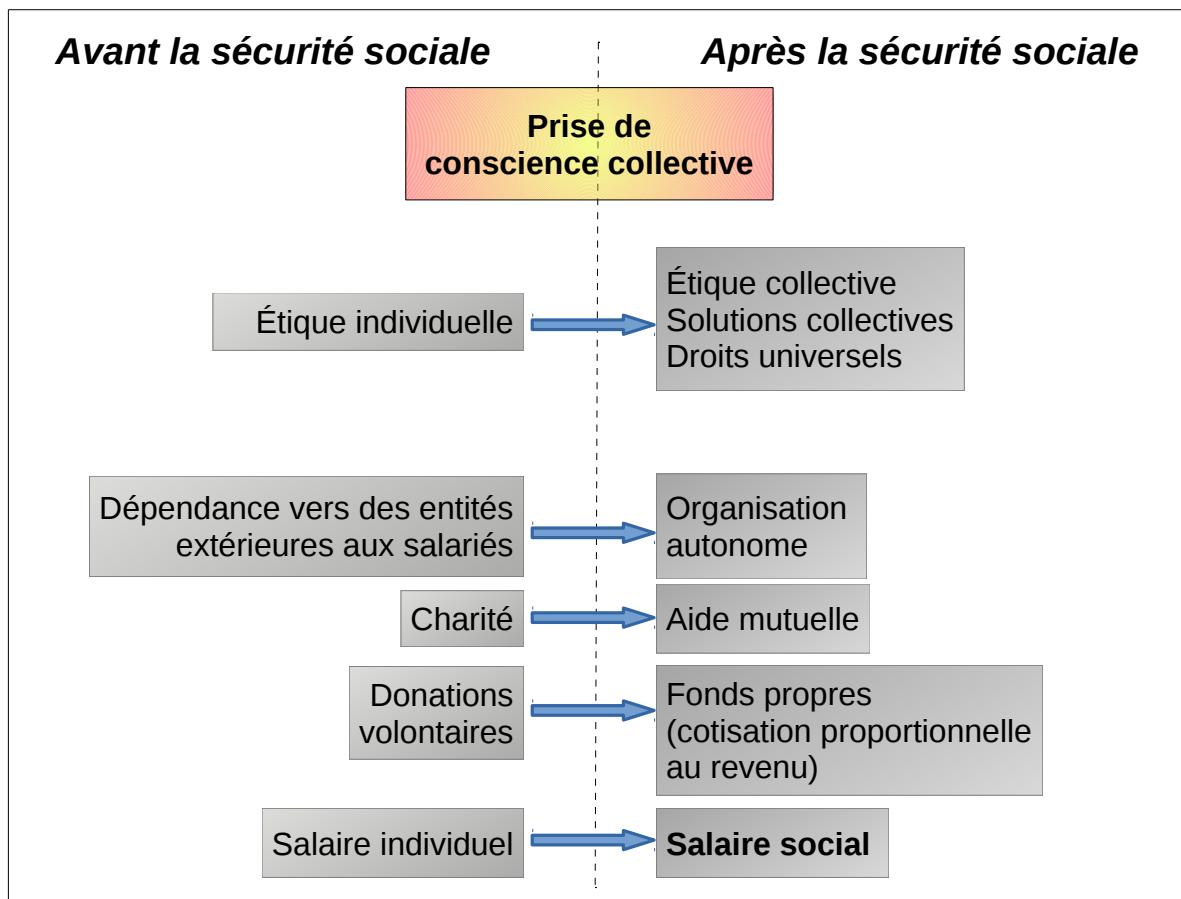 Avant la sécurité sociale
Après la sécurité sociale
Prise de
conscience collective
Étique individuelle
Étique collective
Solutions collectives
Droits universels
Dépendance vers des entités
extérieures aux salariés
Organisation
autonome
Charité
Aide mutuelle
Donations
volontaires
Fonds propres
(cotisation proportionnelle
au revenu)
Salaire individuel
Salaire social